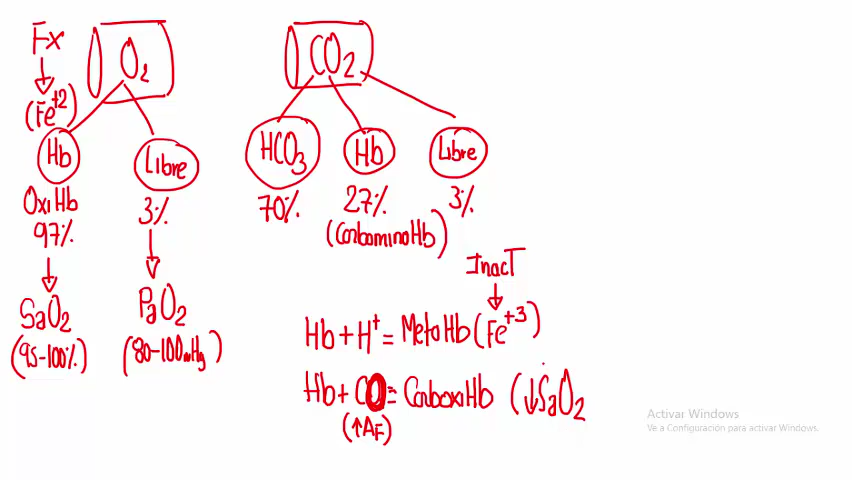 Fx
(Fe+2)
O2
Hb
Libre
OxiHb
97%
3%
SaO2
(95-100%)
PaO2
(80-100mmHg)
CO2
HCO3
Hb
Libre
70%
27%
3%
(CarbaminoHb)
InacT
Hb + H+ = MetaHb (Fe+3)
Hb + CO = CarboxiHb (↓SaO2
(↑AF)
Activar Windows
Ve a Configuración para activar Windows.